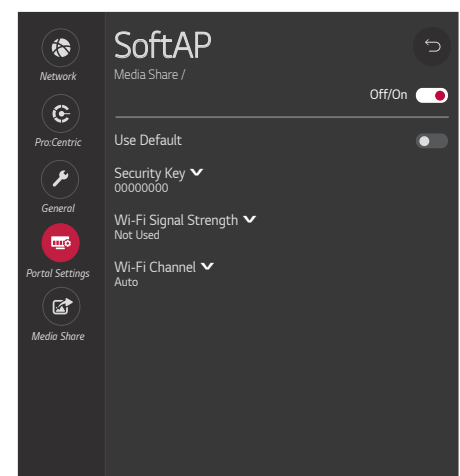 SoftAP
Media Share /
Off/On
Use Default
Security Key
00000000
Wi-Fi Signal Strength
Not Used
Wi-Fi Channel
Auto
Network
Pro:Centric
General
Portal Settings
Media Share